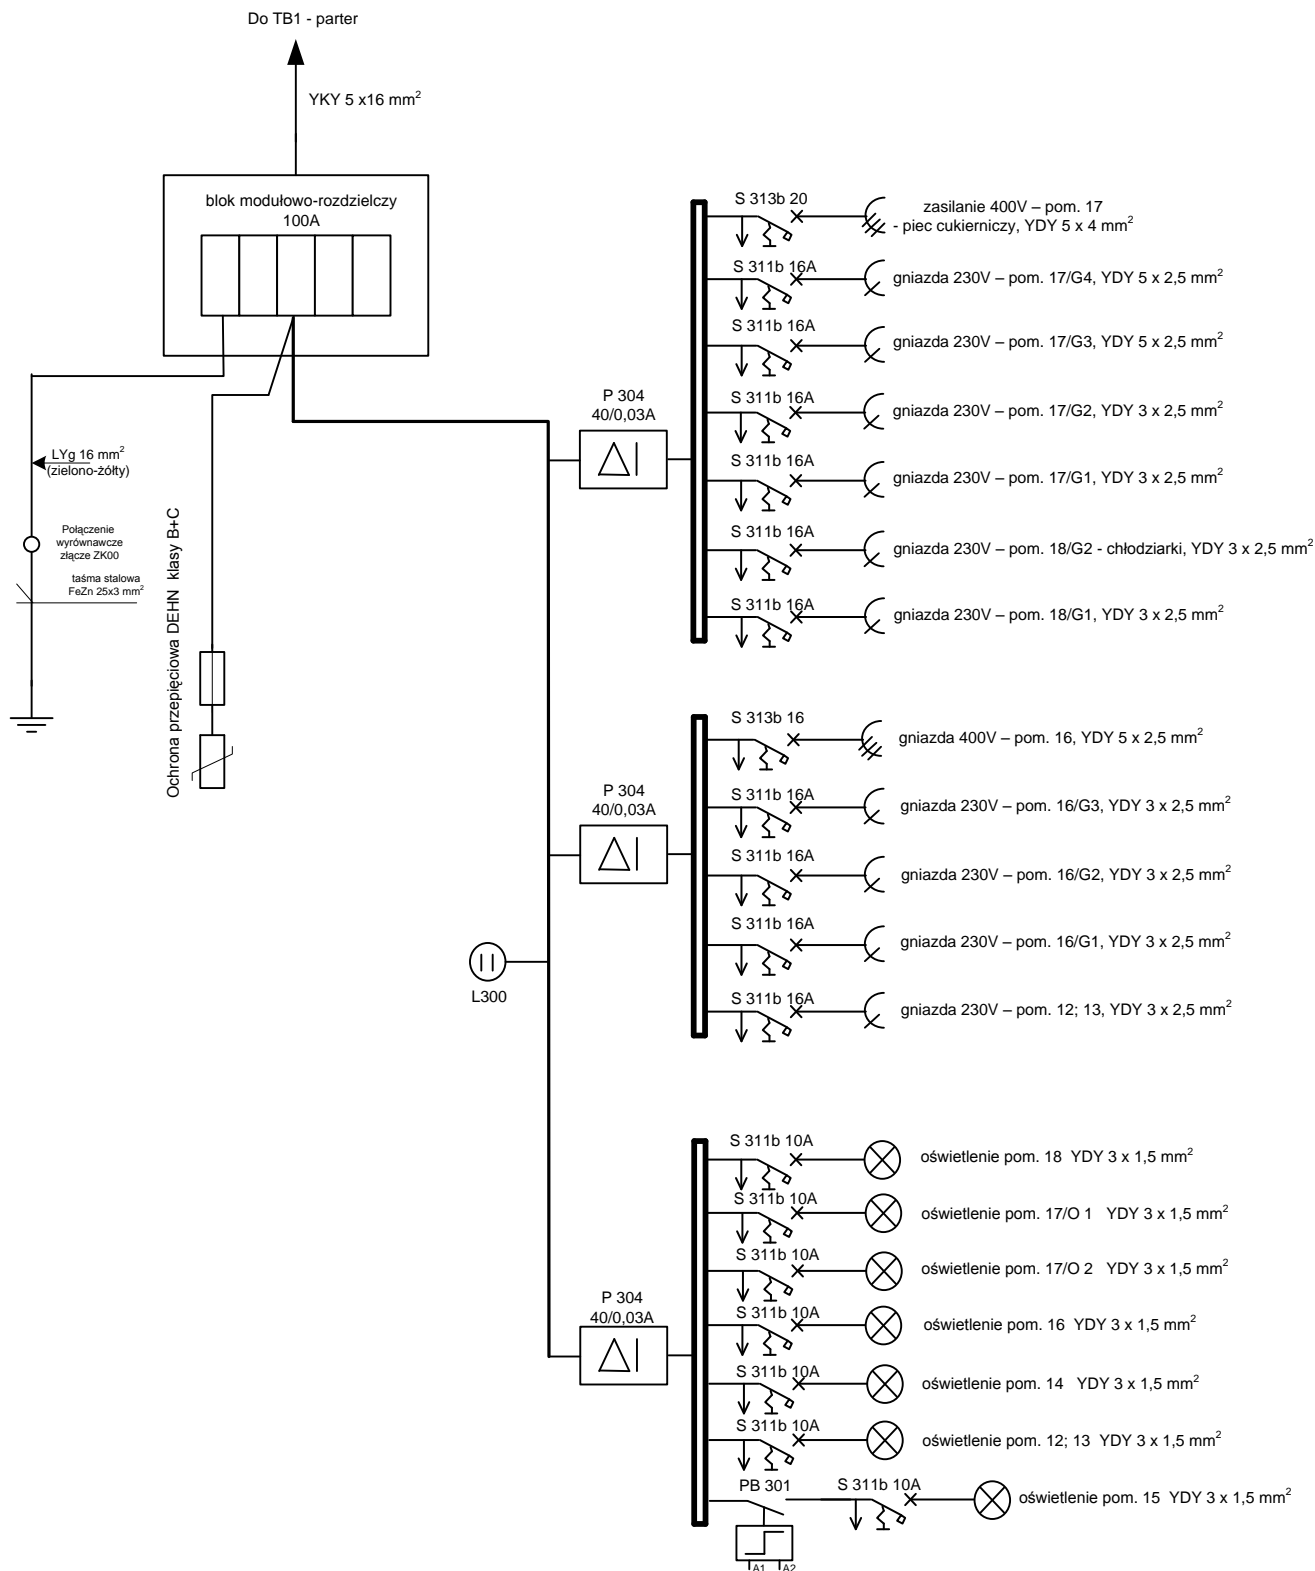 Do TB1 - parter
YKY 5 x16 mm²
blok modułowo-rozdzielczy
100A
LYg 16 mm²
(zielono-żółty)
Połączenie
wyrównawcze
złącze ZK00
taśma stalowa
FeZn 25x3 mm²
Ochrona przepięciowa DEHN klasy B+C
L300
P 304
40/0,03A
S 313b 20
zasilanie 400V – pom. 17
- piec cukierniczy, YDY 5 x 4 mm²
S 311b 16A
gniazda 230V – pom. 17/G4, YDY 5 x 2,5 mm²
S 311b 16A
gniazda 230V – pom. 17/G3, YDY 5 x 2,5 mm²
S 311b 16A
gniazda 230V – pom. 17/G2, YDY 3 x 2,5 mm²
S 311b 16A
gniazda 230V – pom. 17/G1, YDY 3 x 2,5 mm²
S 311b 16A
gniazda 230V – pom. 18/G2 - chłodziarki, YDY 3 x 2,5 mm²
S 311b 16A
gniazda 230V – pom. 18/G1, YDY 3 x 2,5 mm²
P 304
40/0,03A
S 313b 16
gniazda 400V – pom. 16, YDY 5 x 2,5 mm²
S 311b 16A
gniazda 230V – pom. 16/G3, YDY 3 x 2,5 mm²
S 311b 16A
gniazda 230V – pom. 16/G2, YDY 3 x 2,5 mm²
S 311b 16A
gniazda 230V – pom. 16/G1, YDY 3 x 2,5 mm²
S 311b 16A
gniazda 230V – pom. 12; 13, YDY 3 x 2,5 mm²
P 304
40/0,03A
S 311b 10A
oświetlenie pom. 18 YDY 3 x 1,5 mm²
S 311b 10A
oświetlenie pom. 17/O 1 YDY 3 x 1,5 mm²
S 311b 10A
oświetlenie pom. 17/O 2 YDY 3 x 1,5 mm²
S 311b 10A
oświetlenie pom. 16 YDY 3 x 1,5 mm²
S 311b 10A
oświetlenie pom. 14 YDY 3 x 1,5 mm²
S 311b 10A
oświetlenie pom. 12; 13 YDY 3 x 1,5 mm²
PB 301
S 311b 10A
oświetlenie pom. 15 YDY 3 x 1,5 mm²
A1 A2